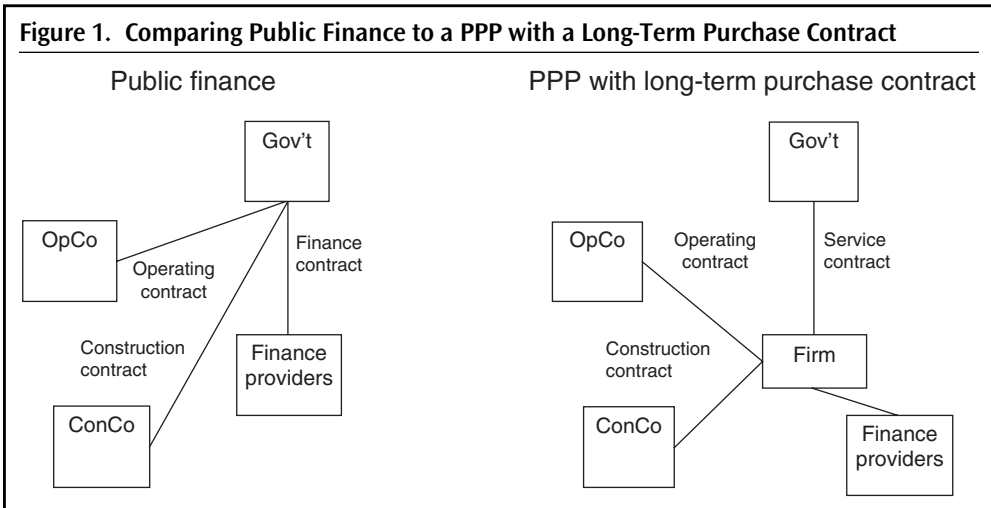 Figure 1. Comparing Public Finance to a PPP with a Long-Term Purchase Contract
Public finance
Gov't
OpCo
Operating
contract
Finance
contract
Construction
contract
Finance
providers
ConCo
PPP with long-term purchase contract
Gov't
OpCo
Operating
contract
Service
contract
Construction
contract
Firm
ConCo
Finance
providers